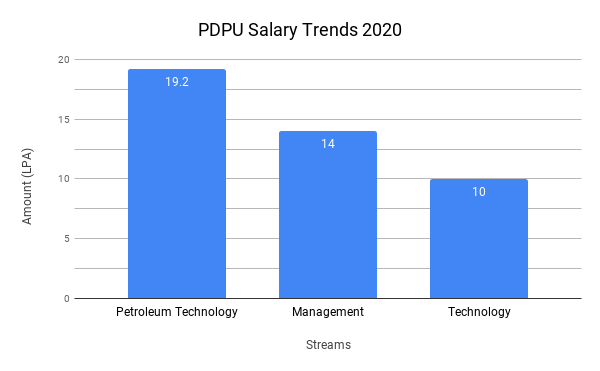 PDPU Salary Trends 2020
Amount (LPA)
20
15
10
5
0
19.2
14
10
Petroleum Technology
Management
Technology
Streams